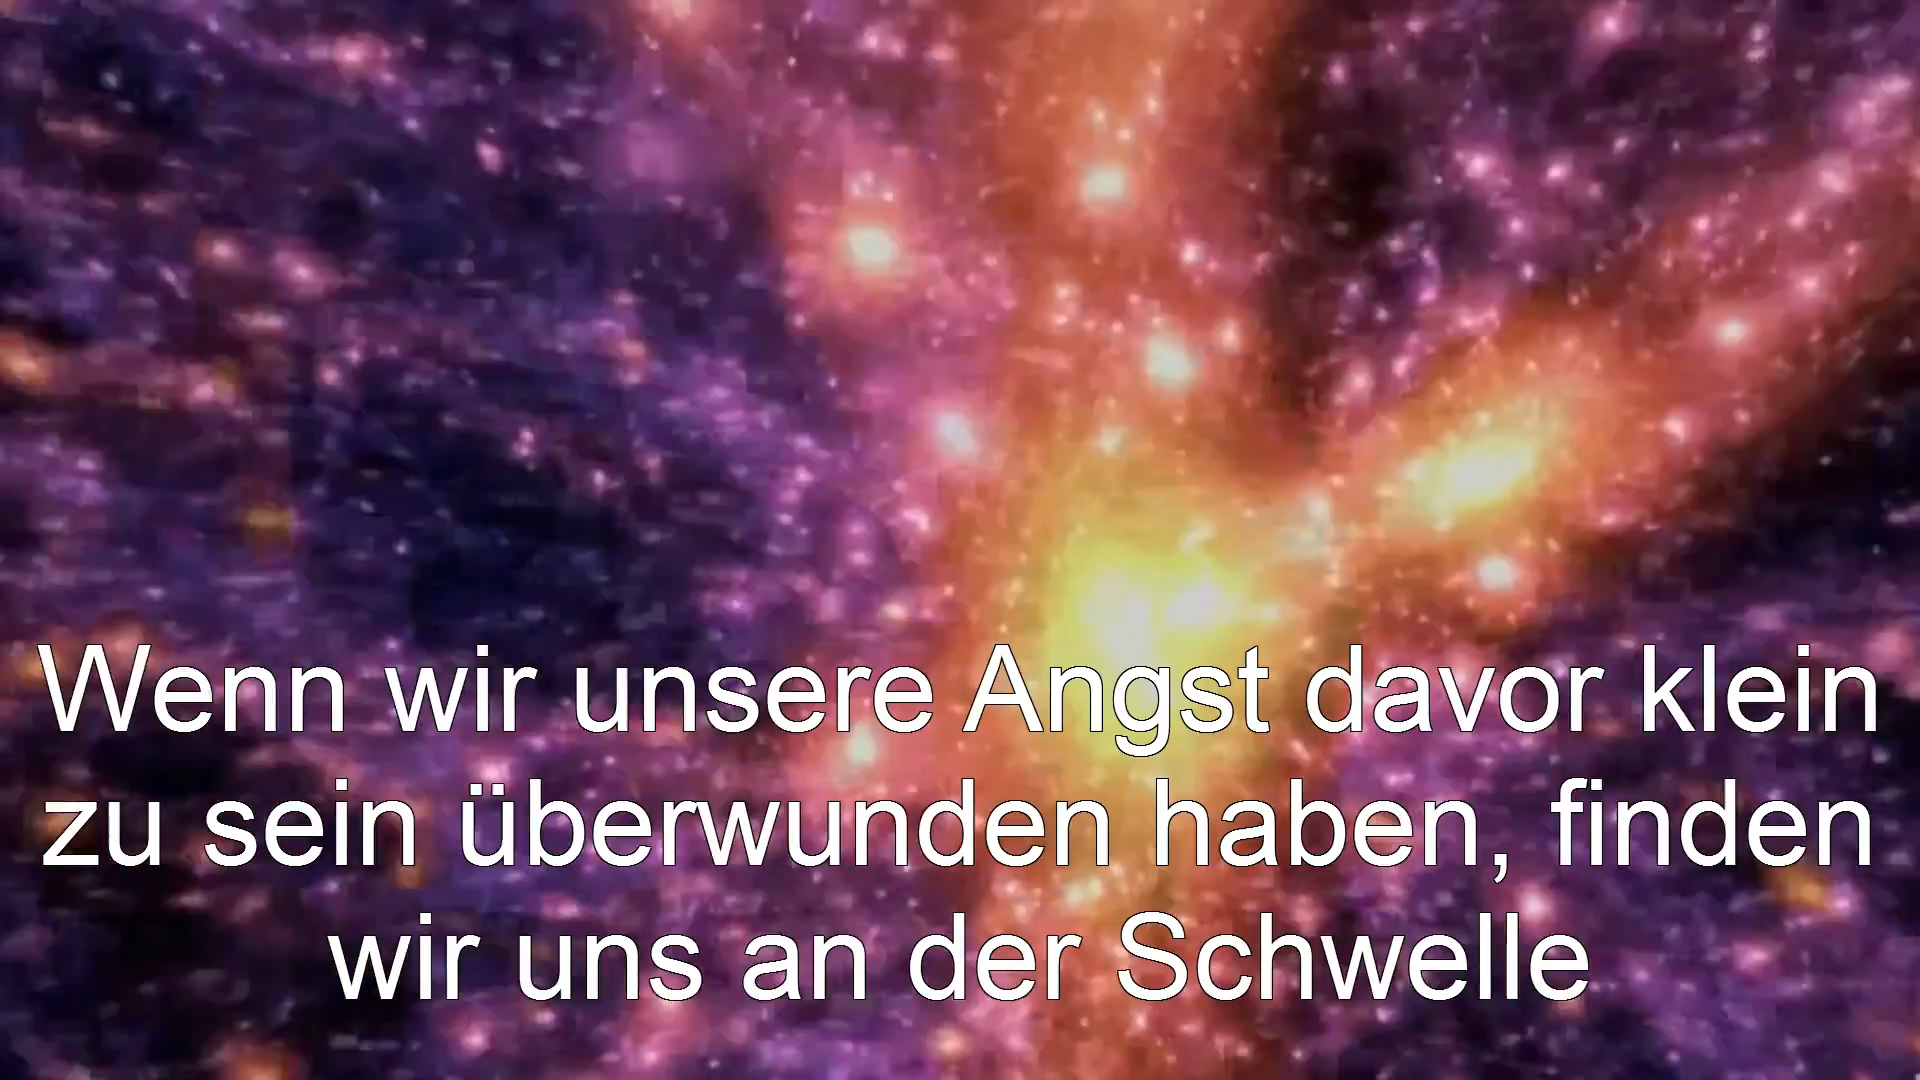 Wenn wir unsere Angst davor klein
zu sein überwunden haben, finden
wir uns an der Schwelle